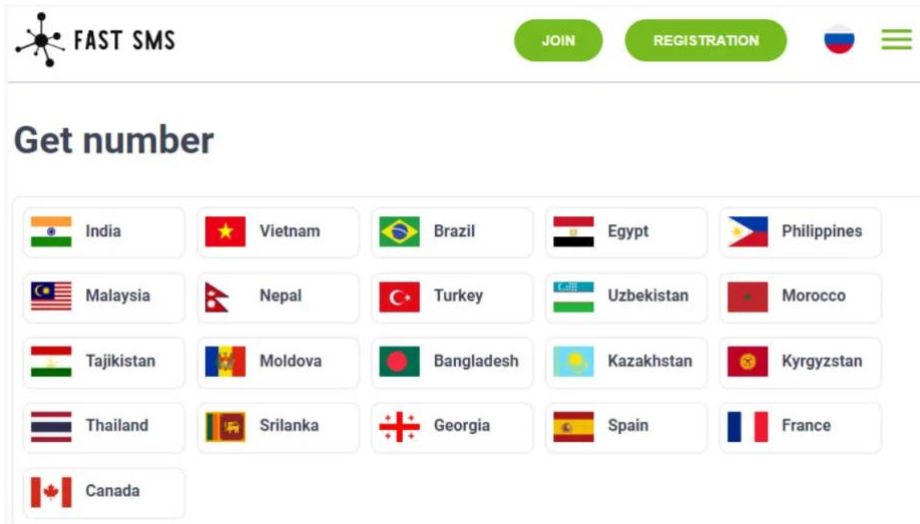 FAST SMS JOIN REGISTRATION
Get number
India Vietnam Brazil Egypt Philippines
Malaysia Nepal Turkey Uzbekistan Morocco
Tajikistan Moldova Bangladesh Kazakhstan Kyrgyzstan
Thailand Srilanka Georgia Spain France
Canada